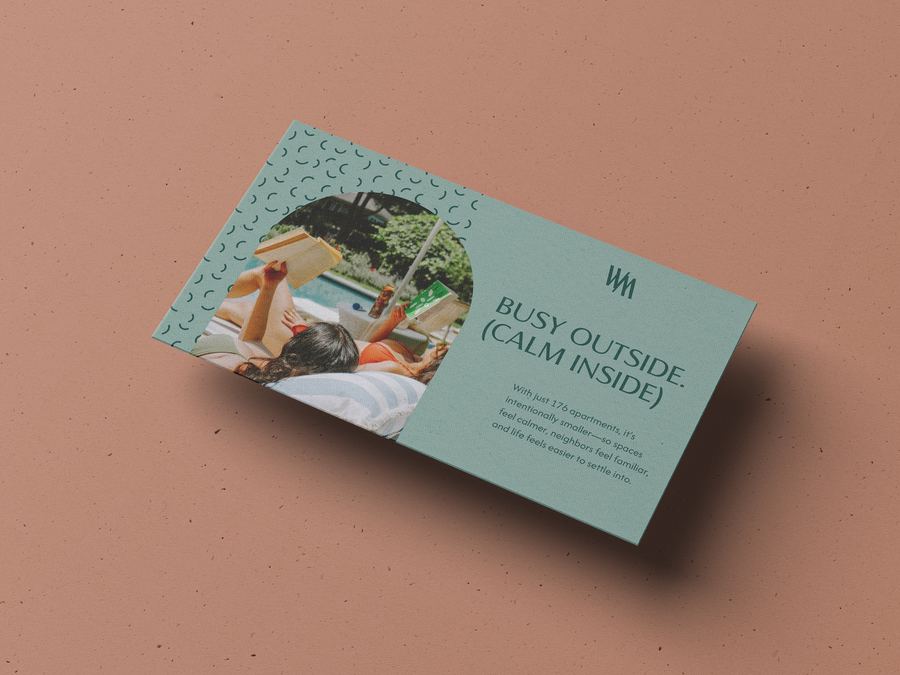 WM
BUSY OUTSIDE.
(CALM INSIDE)
With just 176 apartments, it's
intentionally smaller—so spaces
feel calmer, neighbors feel familiar,
and life feels easier to settle into.